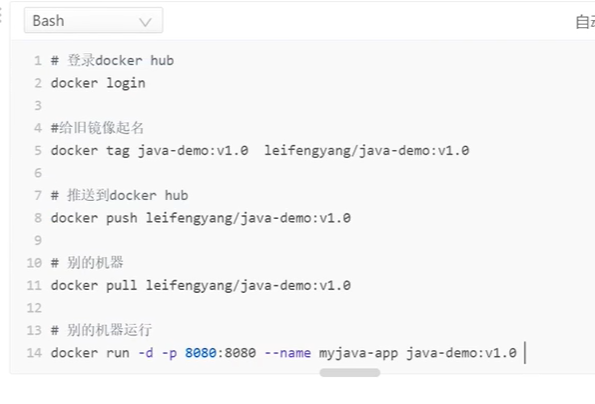 Bash
自动
1 # 登录docker hub
2 docker login
3
4 #给旧镜像起名
5 docker tag java-demo:v1.0  leifengyang/java-demo:v1.0
6
7 # 推送到docker hub
8 docker push leifengyang/java-demo:v1.0
9
10 # 别的机器
11 docker pull leifengyang/java-demo:v1.0
12
13 # 别的机器运行
14 docker run -d -p 8080:8080 --name myjava-app java-demo:v1.0